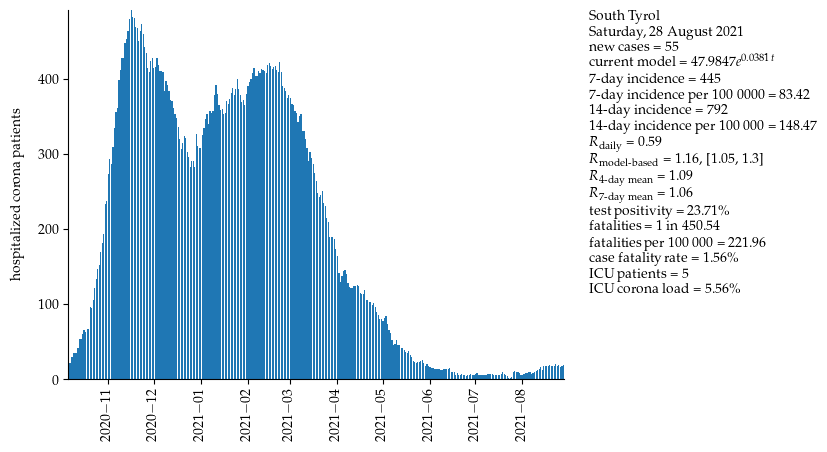 South Tyrol
Saturday, 28 August 2021
new cases = 55
current model = 47.9847e^0.0381t
7-day incidence = 445
7-day incidence per 100 0000 = 83.42
14-day incidence = 792
14-day incidence per 100 000 = 148.47
R daily = 0.59
R model-based = 1.16, [1.05, 1.3]
R 4-day mean = 1.09
R 7-day mean = 1.06
test positivity = 23.71%
fatalities = 1 in 450.54
fatalities per 100 000 = 221.96
case fatality rate = 1.56%
ICU patients = 5
ICU corona load = 5.56%
hospitalized corona patients
400
300
200
100
0
2020−11
2020−12
2021−01
2021−02
2021−03
2021−04
2021−05
2021−06
2021−07
2021−08